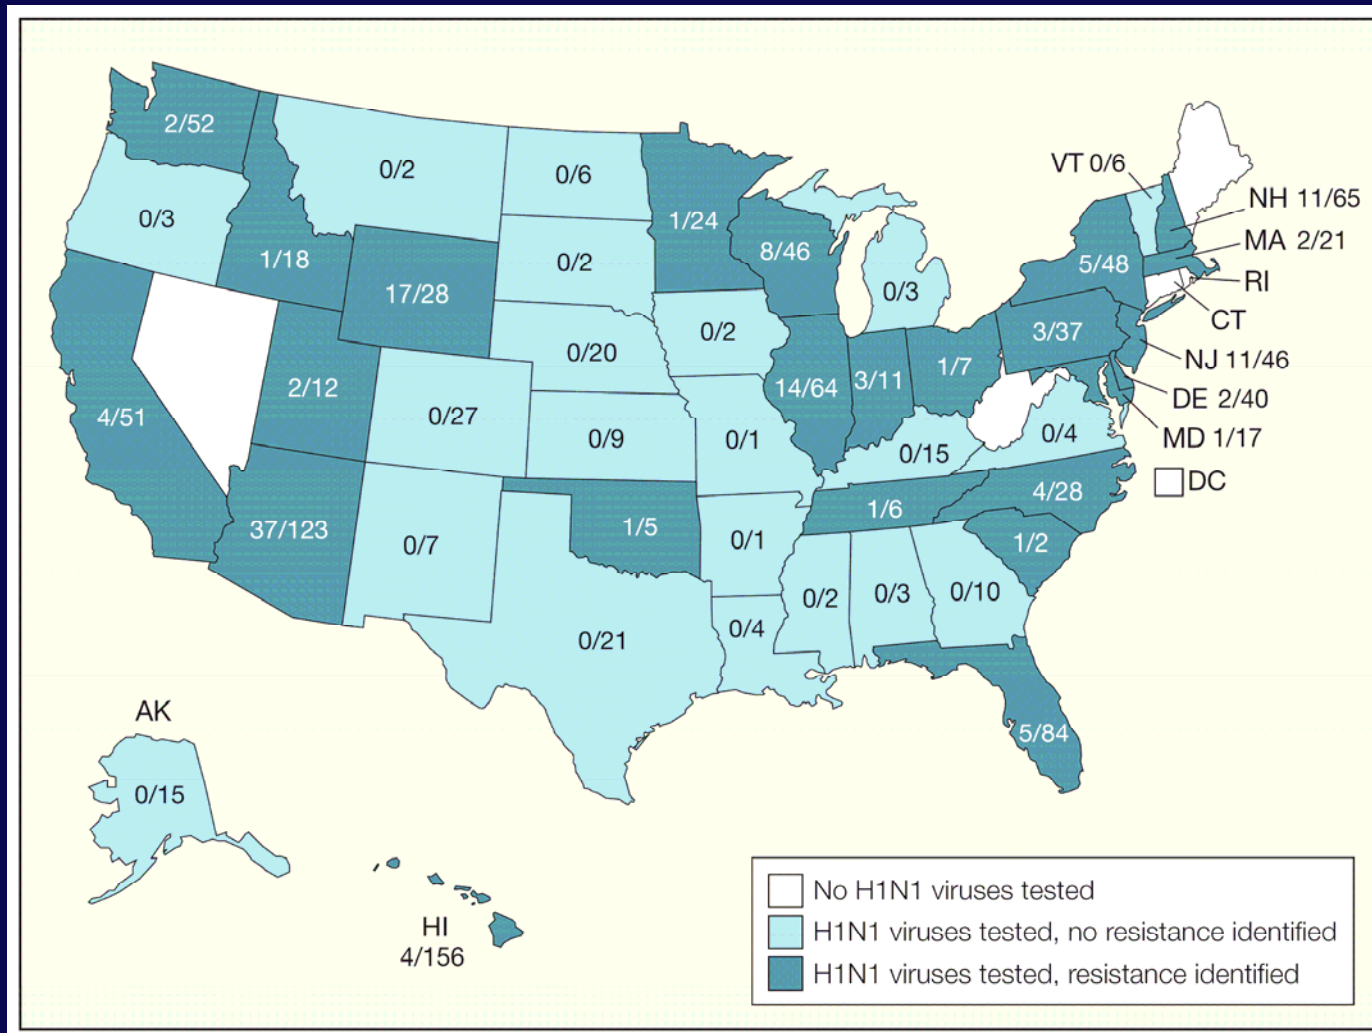 2/52
VT 0/6
0/2
0/6
NH 11/65
0/3
1/24
MA 2/21
1/18
0/2
8/46
5/48
RI
17/28
0/3
CT
0/2
3/37
0/20
NJ 11/46
2/12
14/64
3/11
1/7
DE 2/40
4/51
0/27
0/9
0/1
0/4
MD 1/17
0/15
DC
37/123
0/7
1/5
1/6
4/28
0/1
1/2
0/2
0/3
0/10
0/21
0/4
AK
5/84
0/15
HI
4/156
No H1N1 viruses tested
H1N1 viruses tested, no resistance identified
H1N1 viruses tested, resistance identified